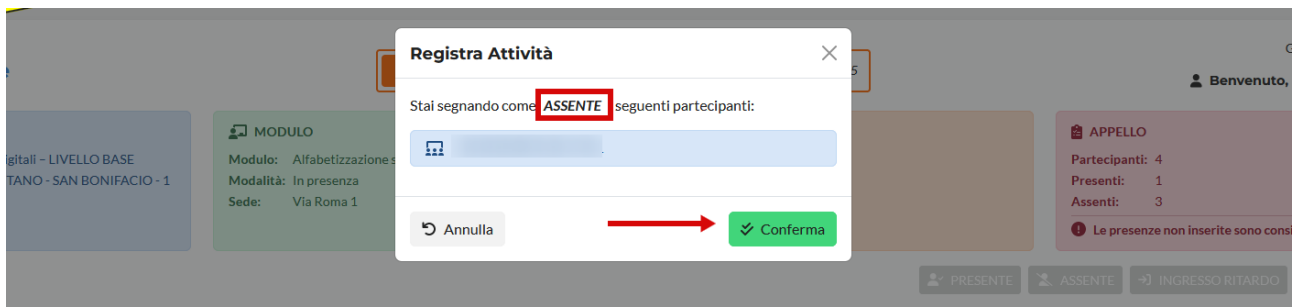 Registra Attività
Benvenuto,
Stai segnando come ASSENTE seguenti partecipanti:
MODULO
Modulo: Alfabetizzazione s
Modalità: In presenza
Sede: Via Roma 1
gitali – LIVELLO BASE
TANO - SAN BONIFACIO - 1
APPELLO
Partecipanti: 4
Presenti: 1
Assenti: 3
Le presenze non inserite sono consi
Annulla
Conferma
PRESENTE
ASSENTE
INGRESSO RITARDO